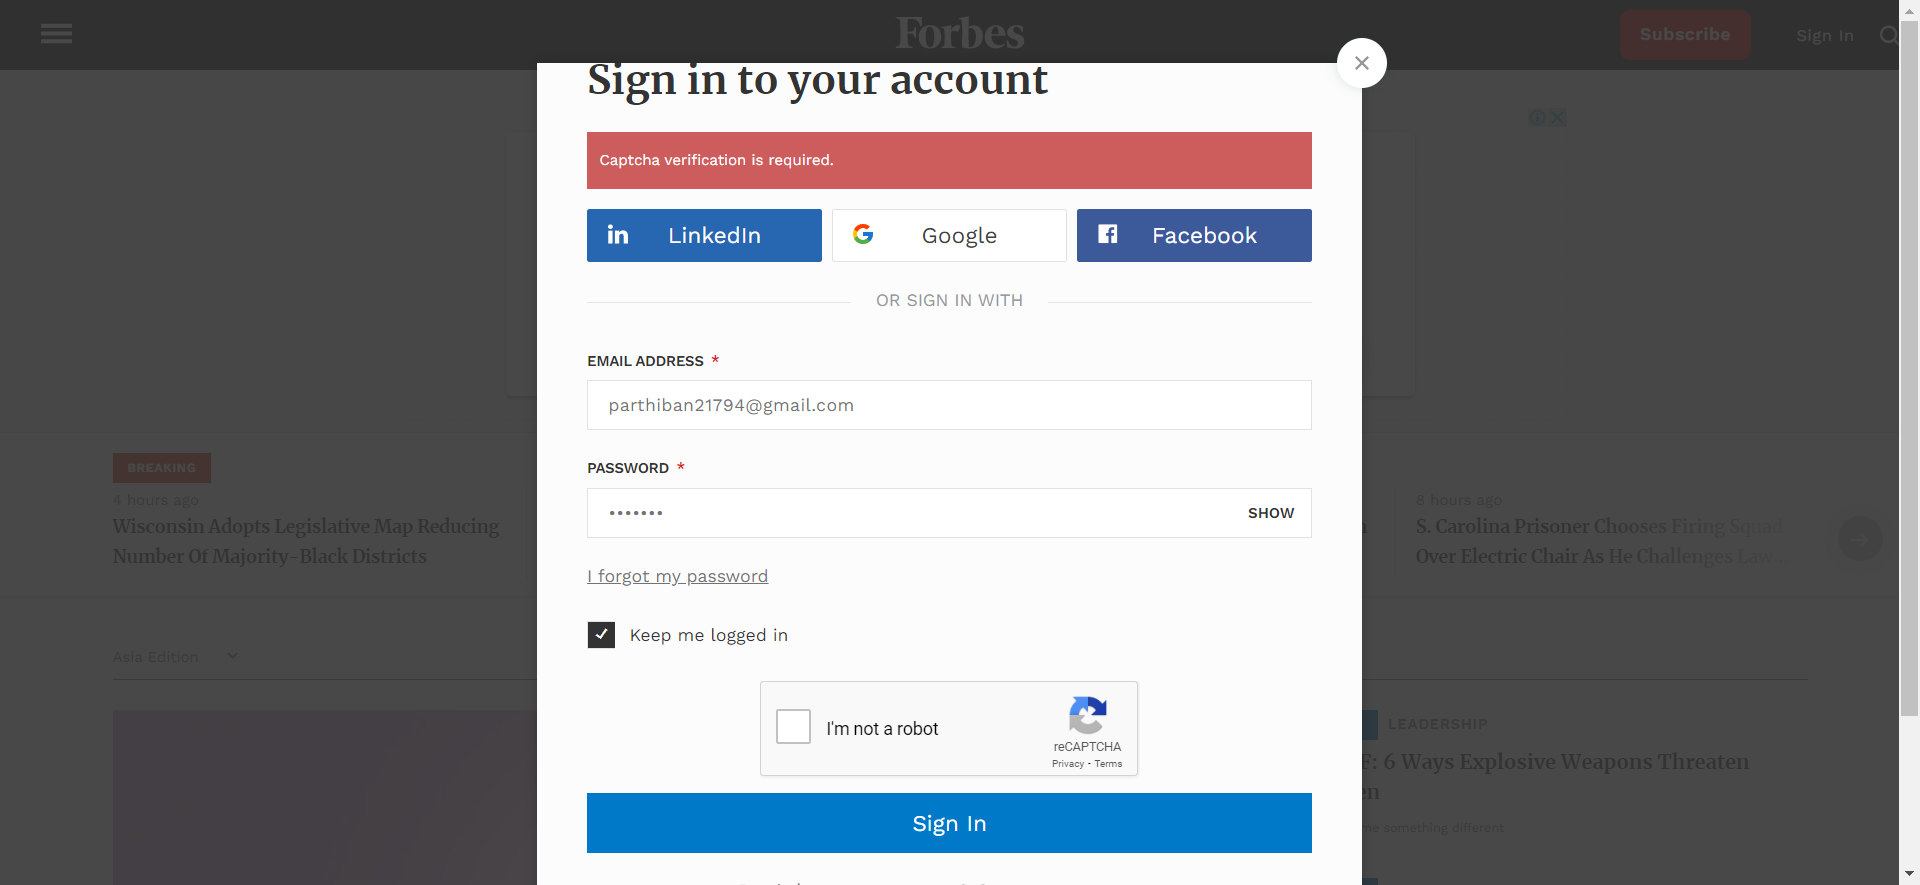 Forbes
Subscribe
Sign In
Sign in to your account
Captcha verification is required.
LinkedIn
Google
Facebook
OR SIGN IN WITH
EMAIL ADDRESS *
parthiban21794@gmail.com
PASSWORD *
•••••••
SHOW
I forgot my password
Keep me logged in
I'm not a robot
reCAPTCHA
Privacy - Terms
Sign In
BREAKING
4 hours ago
Wisconsin Adopts Legislative Map Reducing
Number Of Majority-Black Districts
8 hours ago
S. Carolina Prisoner Chooses Firing Squad
Over Electric Chair As He Challenges Law...
Asia Edition
LEADERSHIP
: 6 Ways Explosive Weapons Threaten
something different